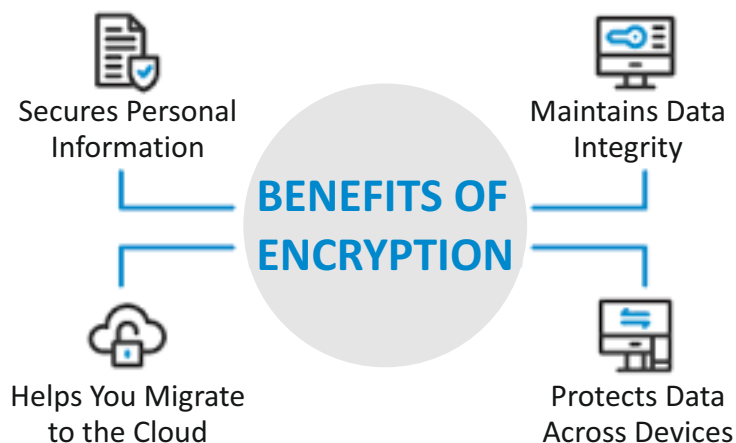 Secures Personal
Information
Maintains Data
Integrity
BENEFITS OF
ENCRYPTION
Helps You Migrate
to the Cloud
Protects Data
Across Devices